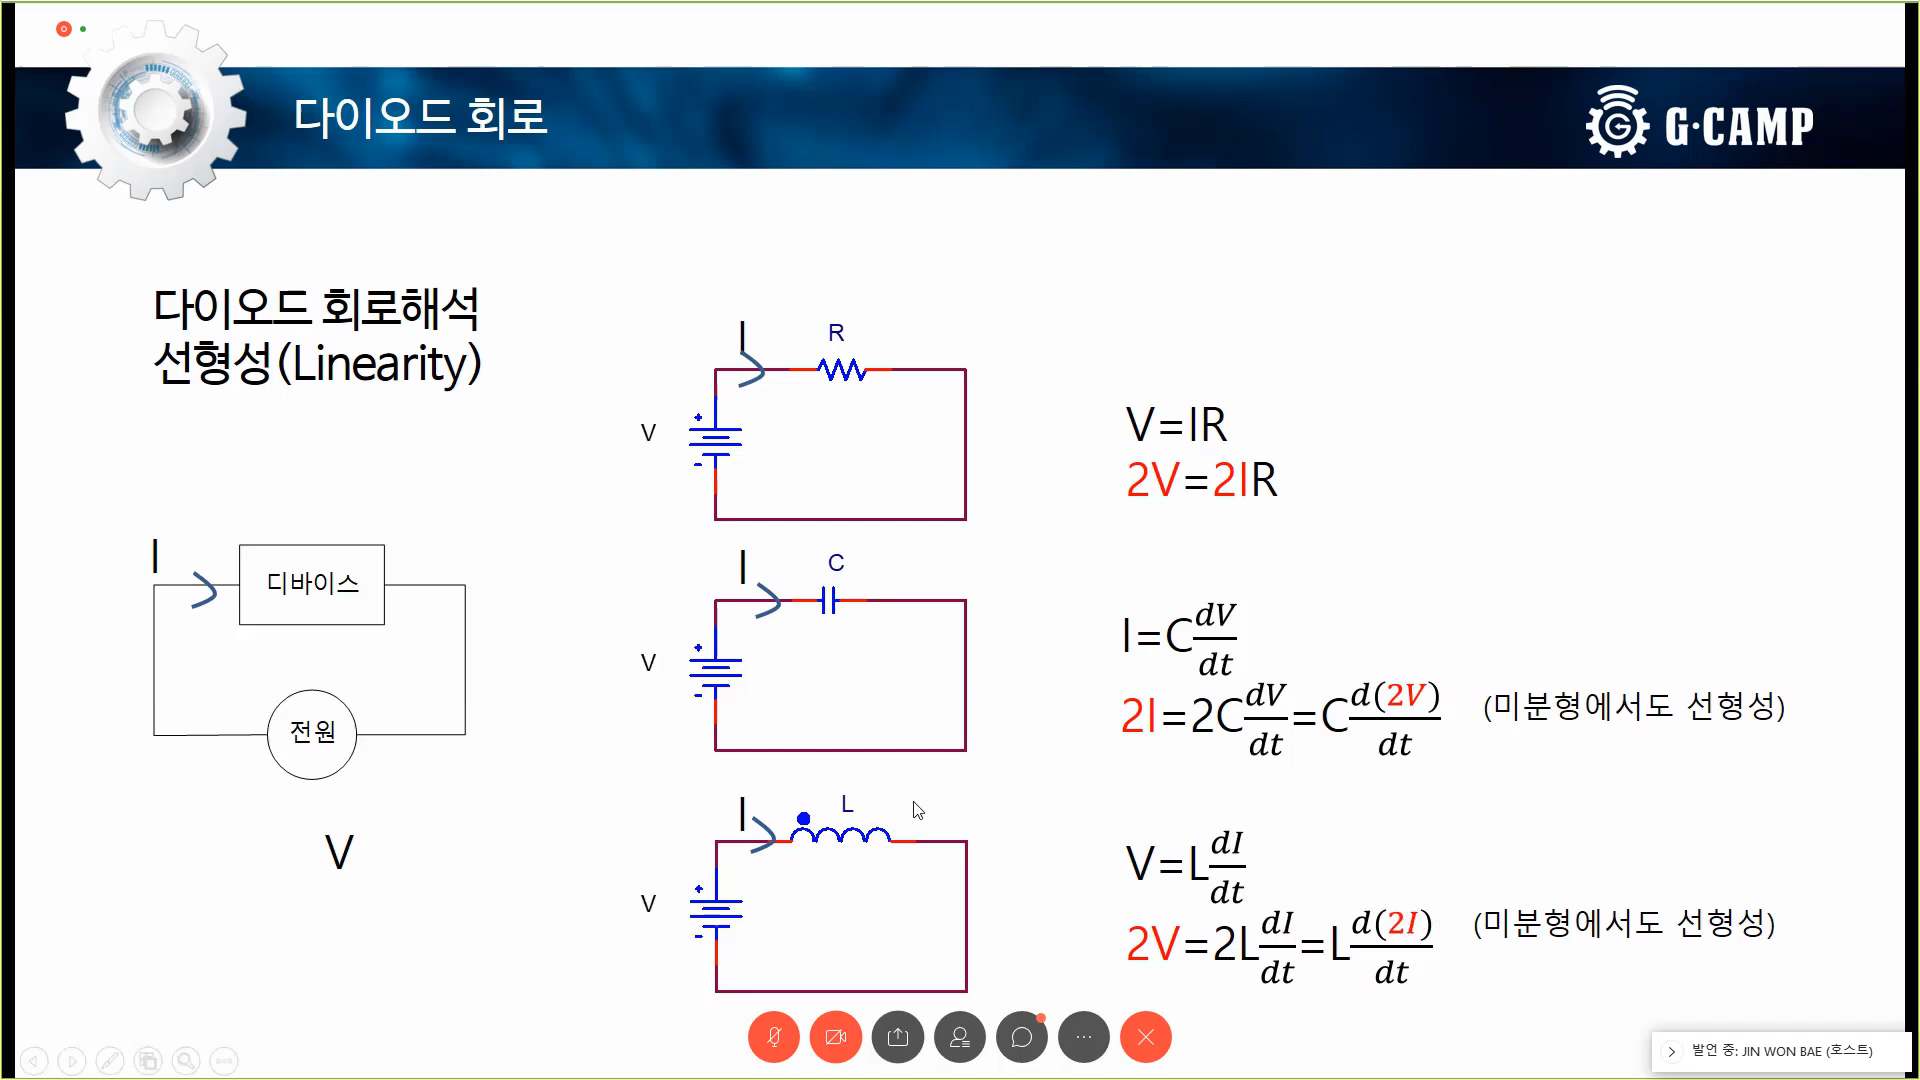 다이오드 회로
G·CAMP
다이오드 회로해석
선형성(Linearity)
I
디바이스
전원
V
I
R
V
+
-
V=IR
2V=2IR
I
C
V
+
-
I=C dV/dt
2I=2C dV/dt=C d(2V)/dt
(미분형에서도 선형성)
I
L
V
+
-
V=L dI/dt
2V=2L dI/dt=L d(2I)/dt
(미분형에서도 선형성)
발언 중: JIN WON BAE (호스트)